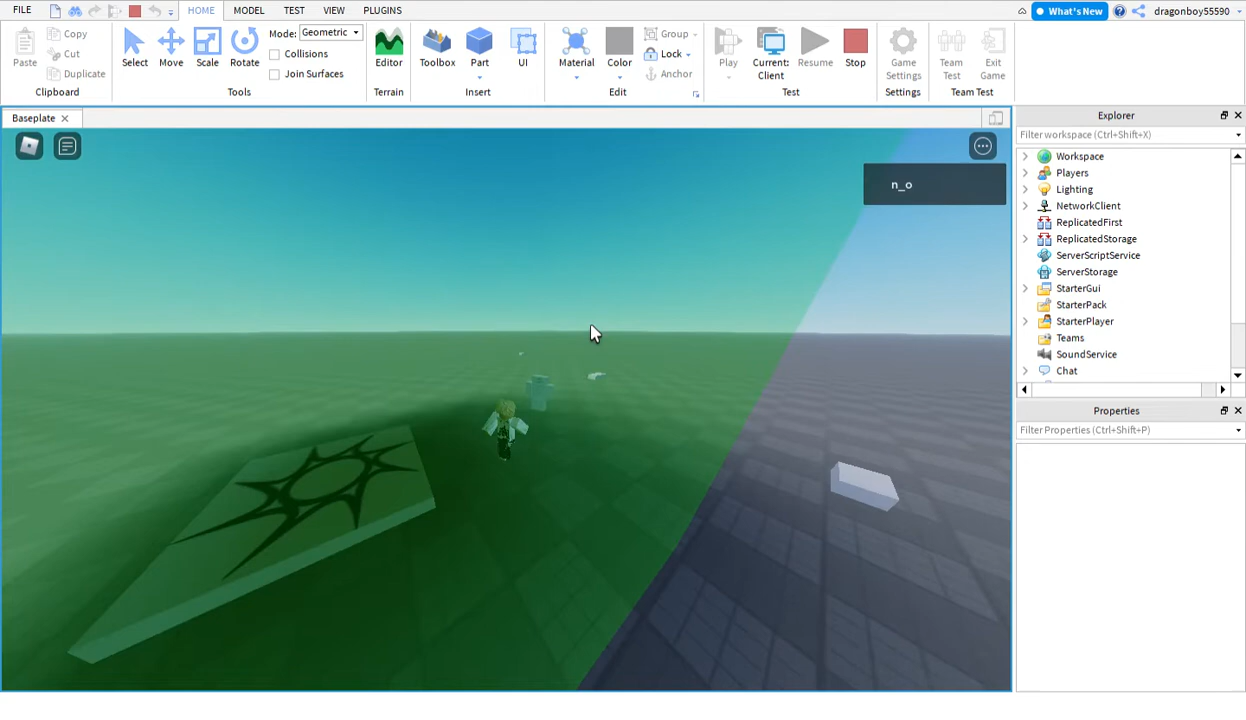 FILE HOME MODEL TEST VIEW PLUGINS What's New dragonboy55590
Paste Copy Cut Duplicate
Clipboard
Select Move Scale Rotate
Mode: Geometric
Collisions
Join Surfaces
Tools
Editor
Terrain
Toolbox Part UI
Insert
Material Color Group Lock Anchor
Edit
Play Current: Client Resume Stop
Test
Game Settings
Settings
Team Test Exit Game
Team Test
Baseplate
n_o
Explorer
Filter workspace (Ctrl+Shift+X)
Workspace
Players
Lighting
NetworkClient
ReplicatedFirst
ReplicatedStorage
ServerScriptService
ServerStorage
StarterGui
StarterPack
StarterPlayer
Teams
SoundService
Chat
Properties
Filter Properties (Ctrl+Shift+P)